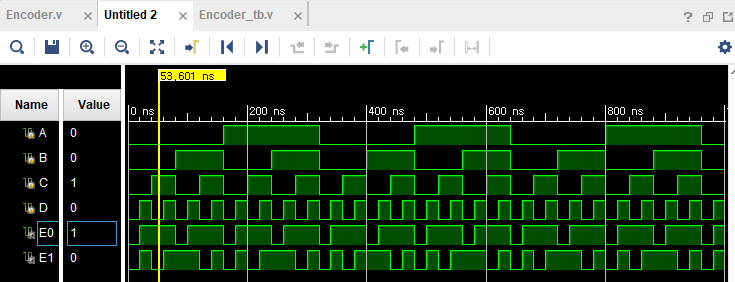 Encoder.v Untitled 2 Encoder_tb.v
53,601 ns
Name Value
0 ns 200 ns 400 ns 600 ns 800 ns
A 0
B 0
C 1
D 0
E0 1
E1 0